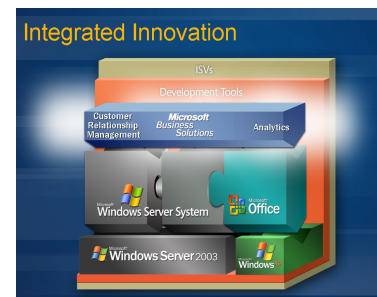 Integrated Innovation
ISVs
Development Tools
Customer
Relationship
Management
Microsoft
Business
Solutions
Analytics
Microsoft
Windows Server System
Microsoft
Office
Microsoft
Windows Server 2003
Microsoft
Windows